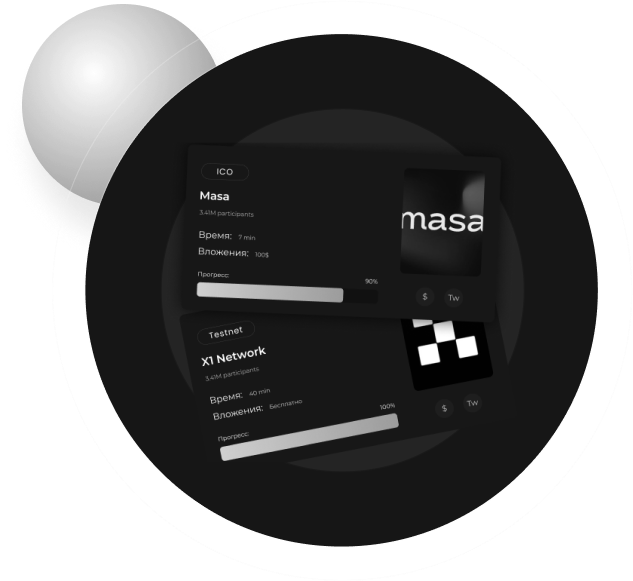 ICO
Masa
3.41M participants
Время: 7 min
Вложения: 100$
Прогресс:
90%
masa
$ Tw
Testnet
X1 Network
3.41M participants
Время: 40 min
Вложения: Бесплатно
Прогресс:
100%
$ Tw